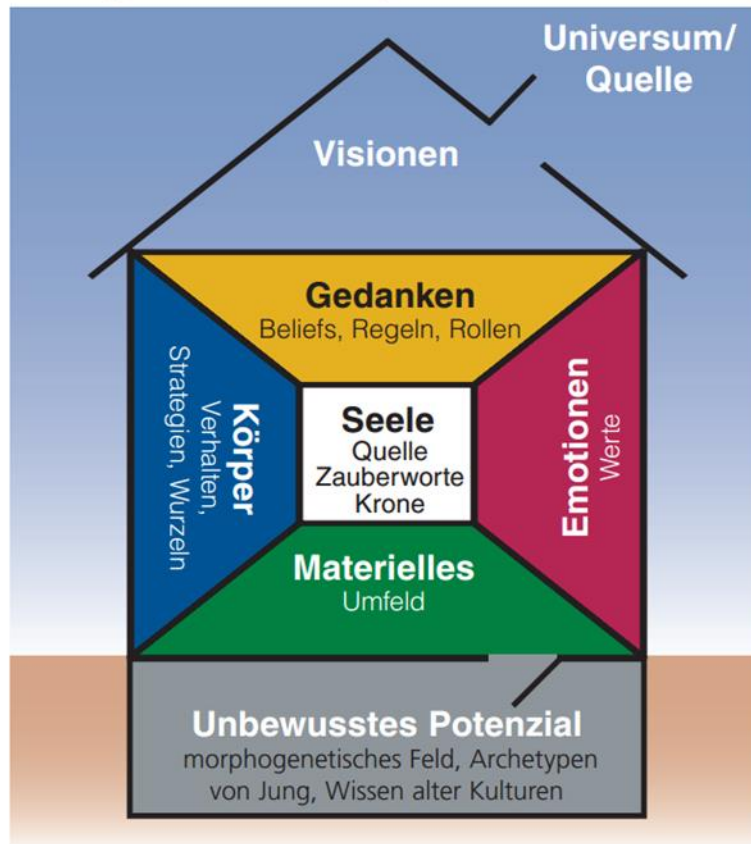 Universum/
Quelle
Visionen
Gedanken
Beliefs, Regeln, Rollen
Körper
Verhalten,
Strategien, Wurzeln
Seele
Quelle
Zauberworte
Krone
Emotionen
Werte
Materielles
Umfeld
Unbewusstes Potenzial
morphogenetisches Feld, Archetypen
von Jung, Wissen alter Kulturen